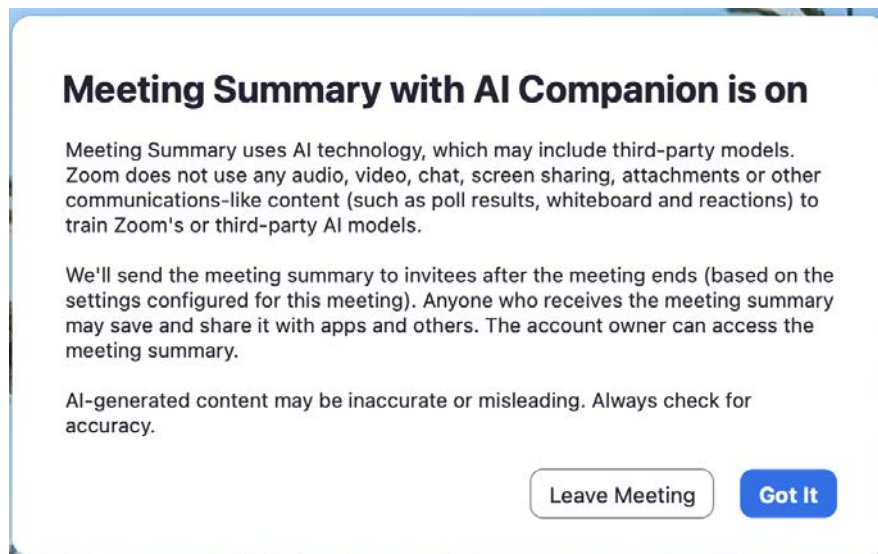 Meeting Summary with AI Companion is on
Meeting Summary uses AI technology, which may include third-party models.
Zoom does not use any audio, video, chat, screen sharing, attachments or other
communications-like content (such as poll results, whiteboard and reactions) to
train Zoom's or third-party AI models.
We'll send the meeting summary to invitees after the meeting ends (based on the
settings configured for this meeting). Anyone who receives the meeting summary
may save and share it with apps and others. The account owner can access the
meeting summary.
AI-generated content may be inaccurate or misleading. Always check for
accuracy.
Leave Meeting
Got It